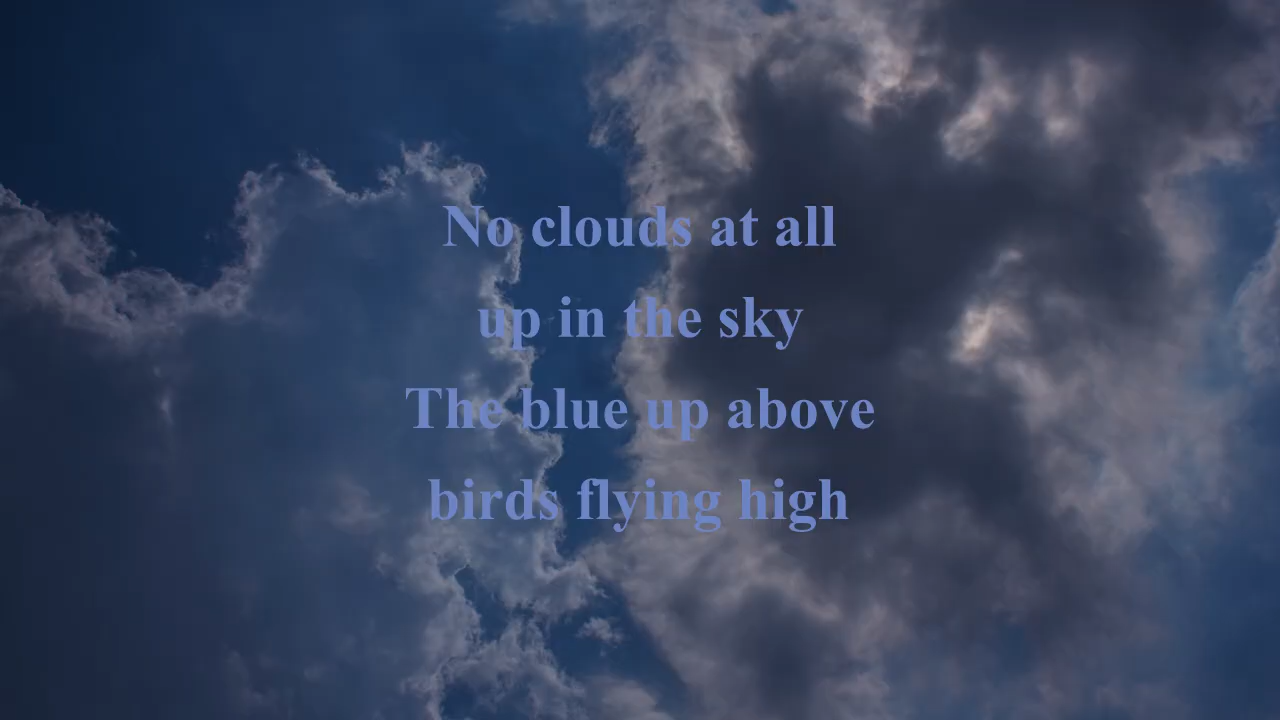 No clouds at all
up in the sky
The blue up above
birds flying high